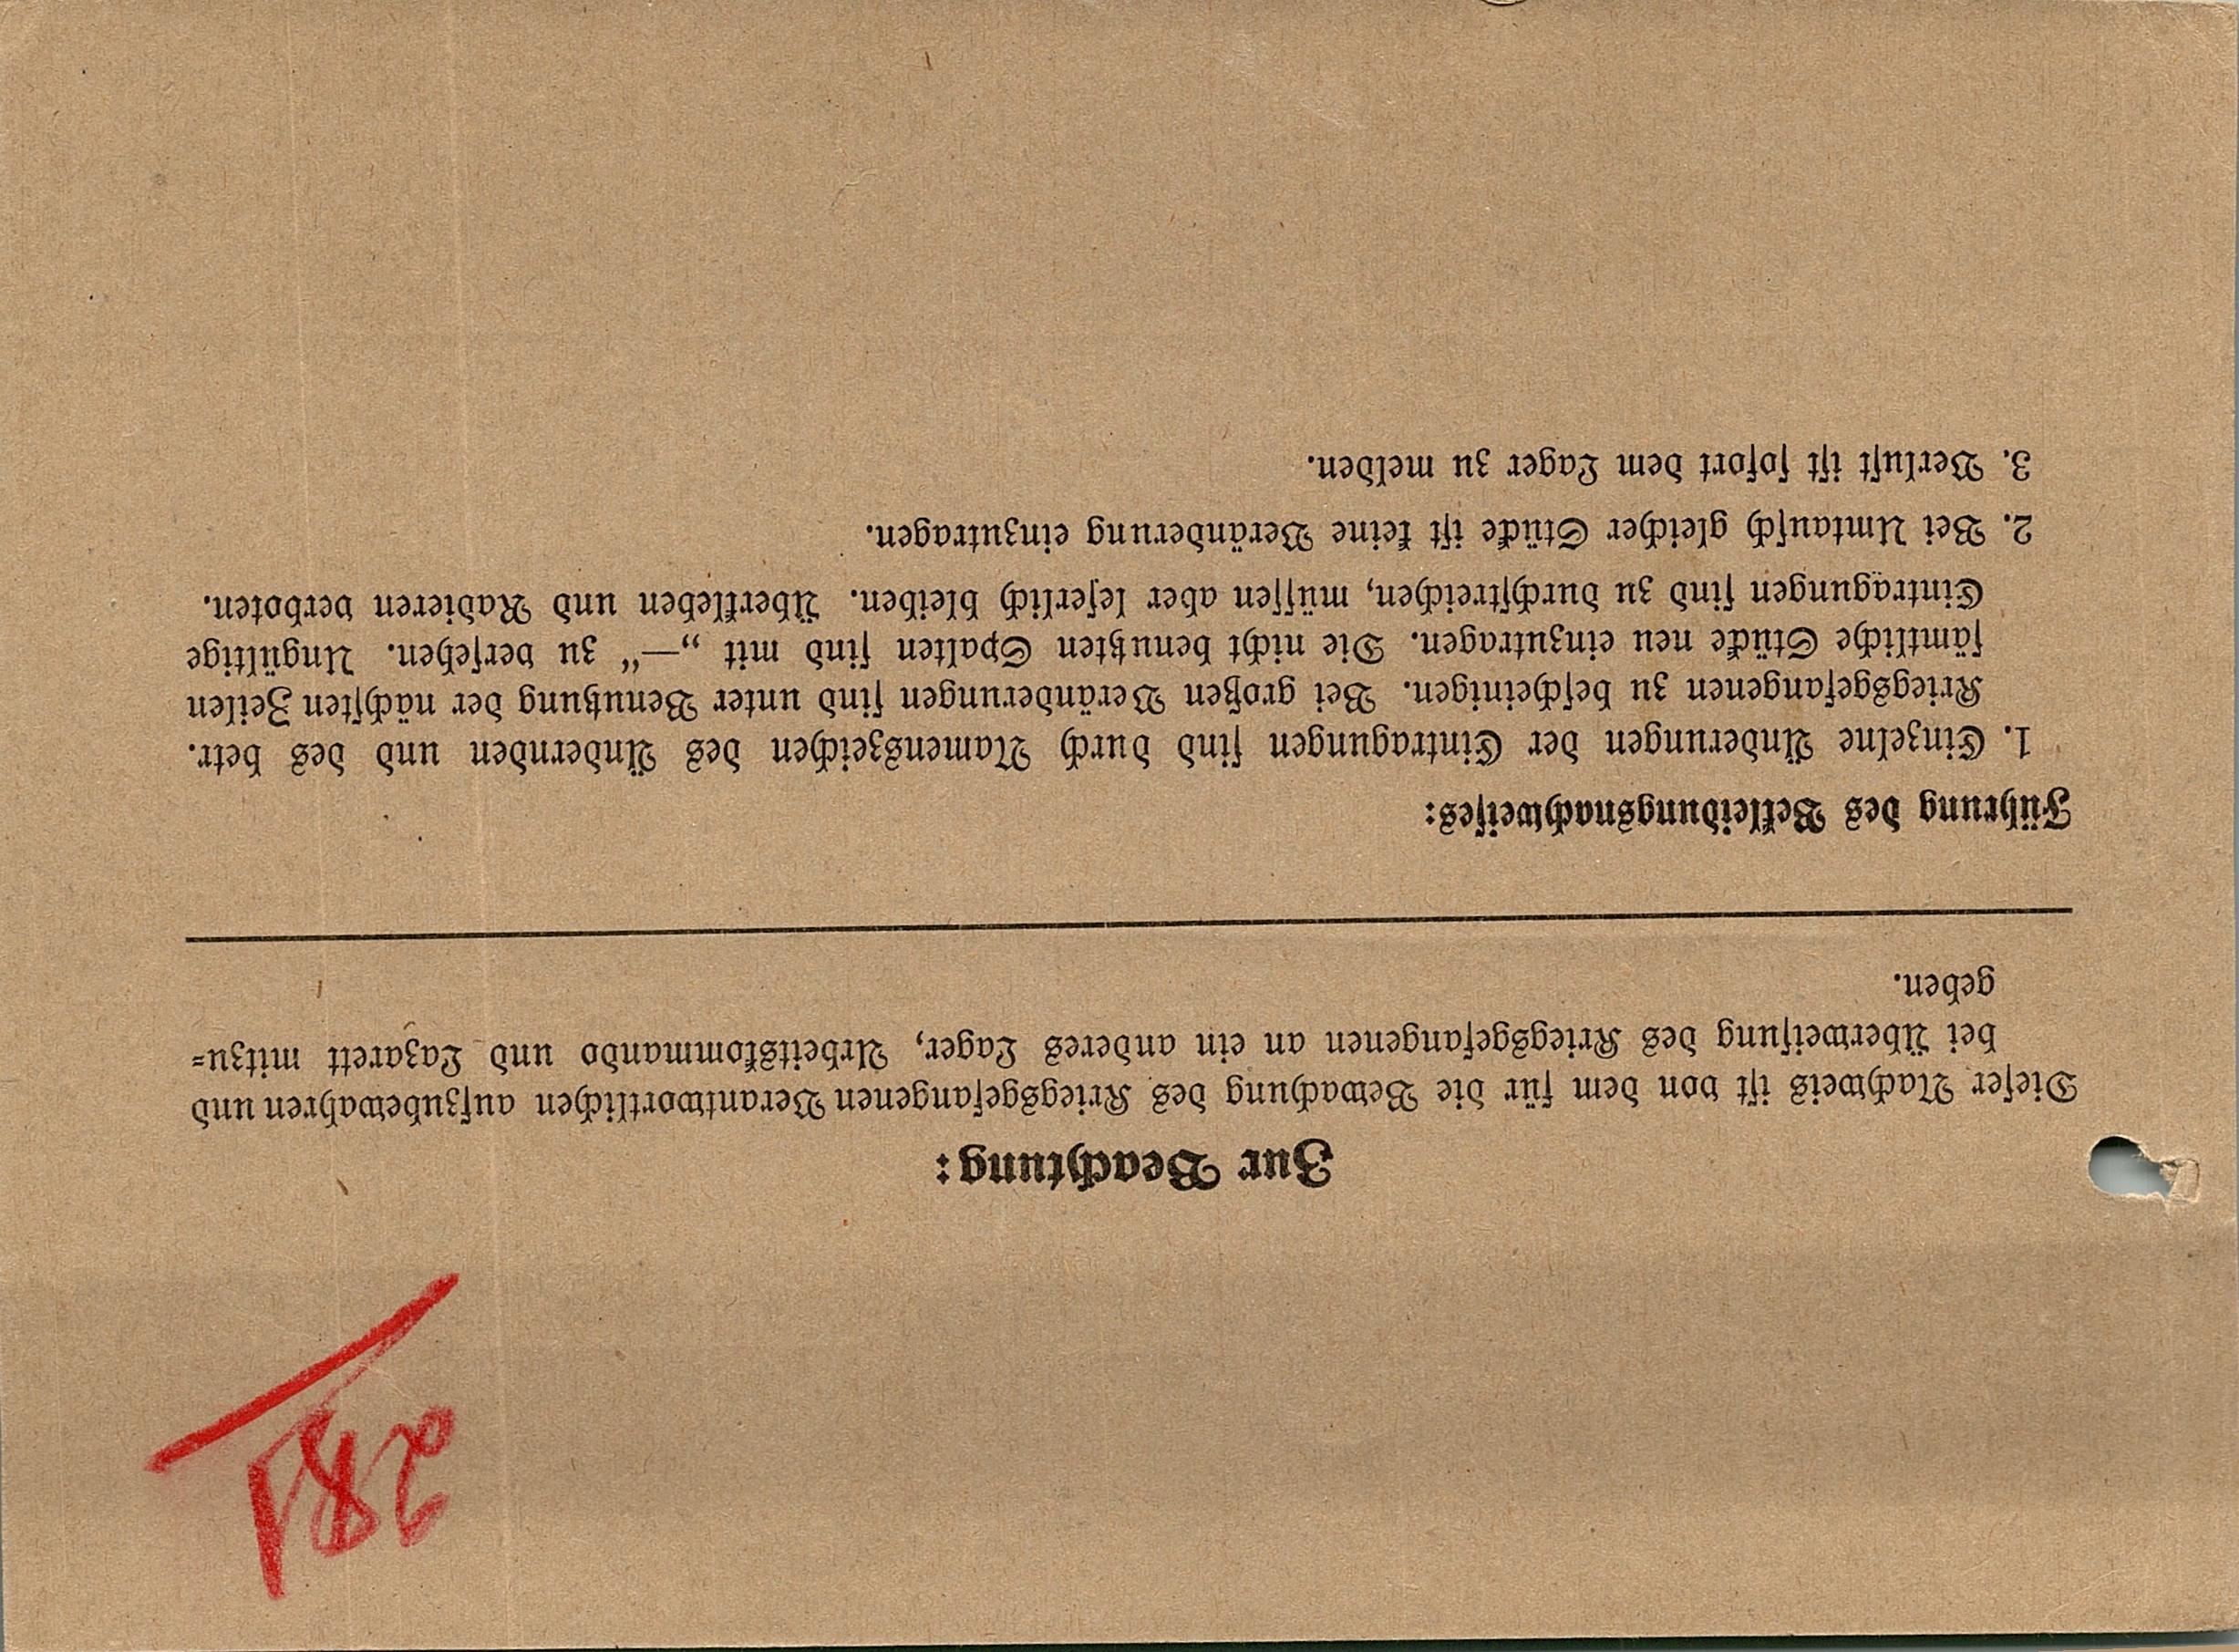 281
Zur Beachtung:
Dieser Nachweis ist von dem für die Bewachung des Kriegsgefangenen Verantwortlichen aufzubewahren und
bei Überweisung des Kriegsgefangenen an ein anderes Lager, Arbeitskommando und Lazarett mitzu-
geben.
Führung des Bekleidungsnachweises:
1. Einzelne Änderungen der Eintragungen sind durch Namenszeichen des Ändernden und des betr.
Kriegsgefangenen zu bescheinigen. Bei großen Veränderungen sind unter Benutzung der nächsten Zeilen
sämtliche Stücke neu einzutragen. Die nicht benutzten Spalten sind mit „—“ zu versehen. Ungültige
Eintragungen sind zu durchstreichen, müssen aber leserlich bleiben. Überkleben und Radieren verboten.
2. Bei Umtausch gleicher Stücke ist keine Veränderung einzutragen.
3. Verlust ist sofort dem Lager zu melden.